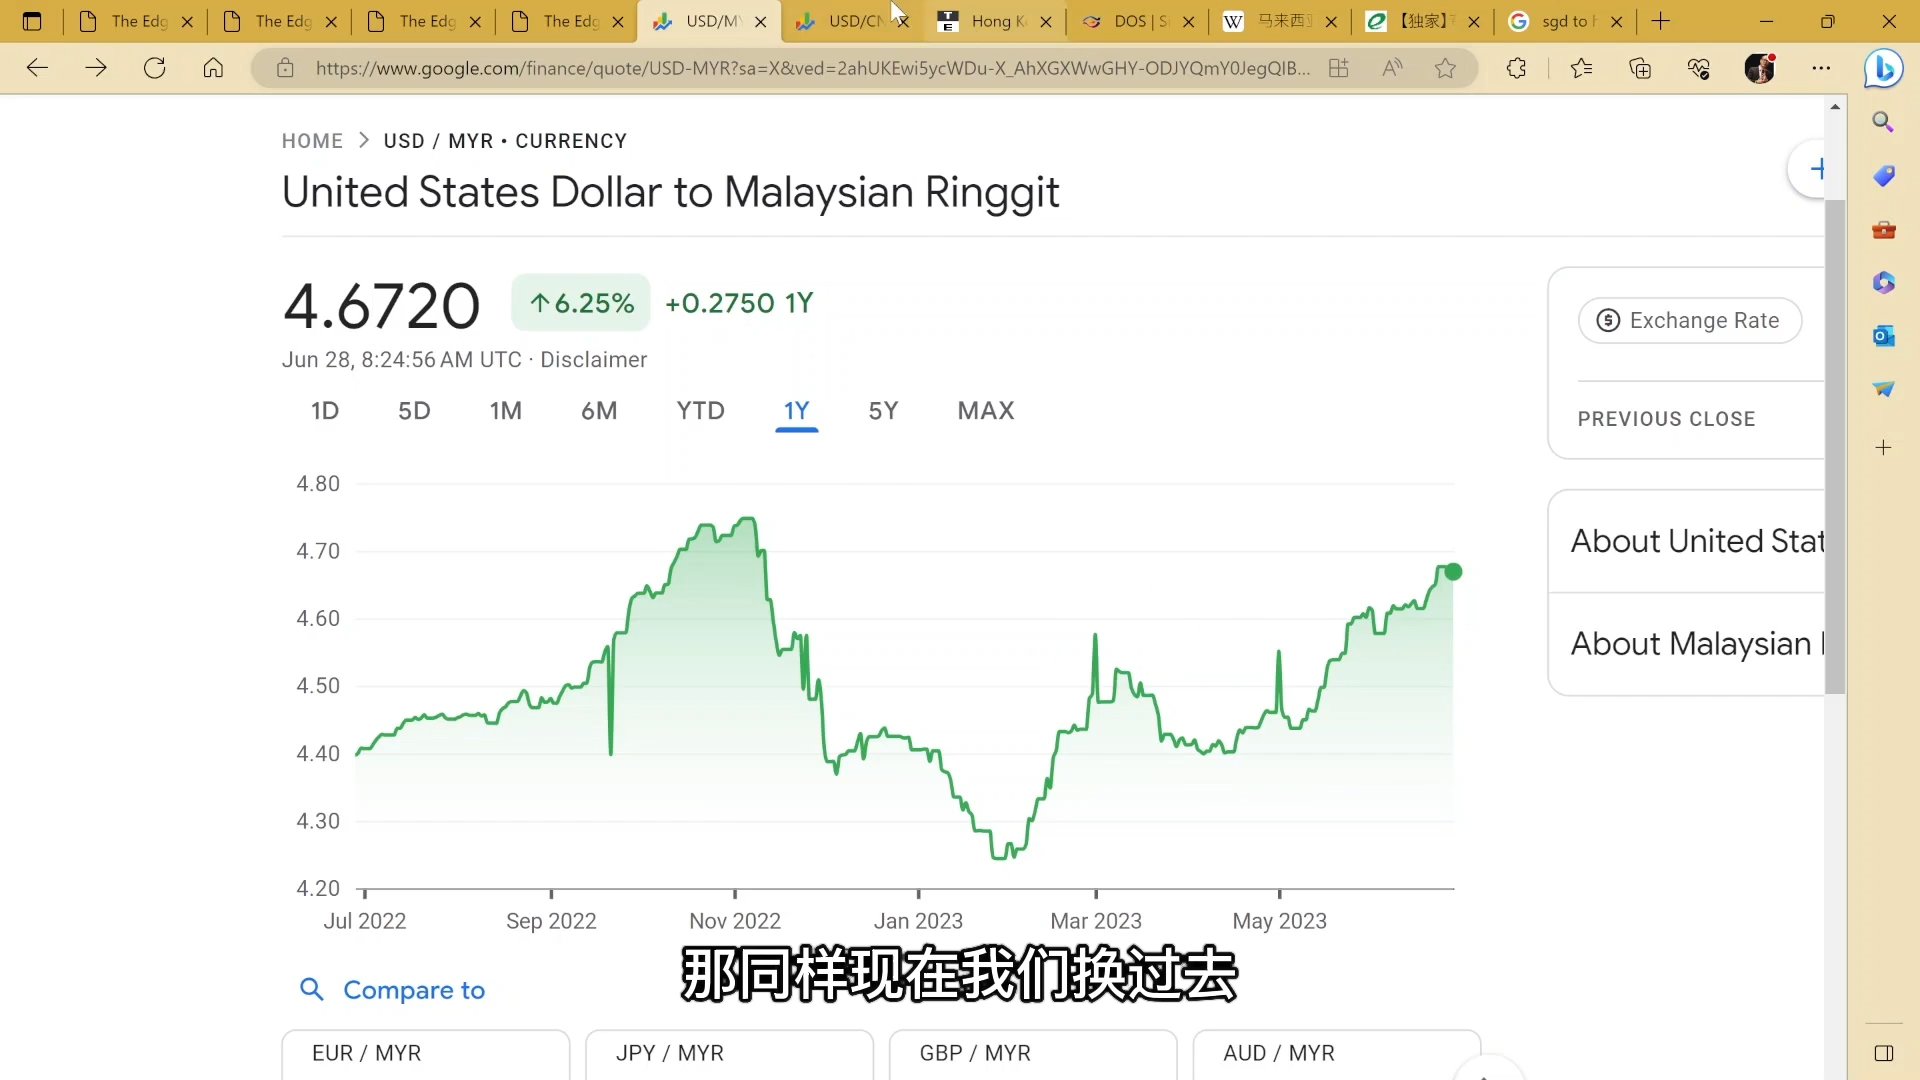 The Edg
The Edg
The Edg
The Edg
USD/MY
USD/CN
Hong K
DOS | Si
马来西亚
【独家】
sgd to
https://www.google.com/finance/quote/USD-MYR?sa=X&ved=2ahUKEwi5ycWDu-X_AhXGXWwGHY-ODJYQmY0JegQIB...
HOME > USD / MYR • CURRENCY
United States Dollar to Malaysian Ringgit
4.6720 ↑6.25% +0.2750 1Y
Jun 28, 8:24:56 AM UTC · Disclaimer
1D 5D 1M 6M YTD 1Y 5Y MAX
Exchange Rate
PREVIOUS CLOSE
About United Stat
About Malaysian
4.80
4.70
4.60
4.50
4.40
4.30
4.20
Jul 2022 Sep 2022 Nov 2022 Jan 2023 Mar 2023 May 2023
那同样现在我们换过去
Compare to
EUR / MYR JPY / MYR GBP / MYR AUD / MYR